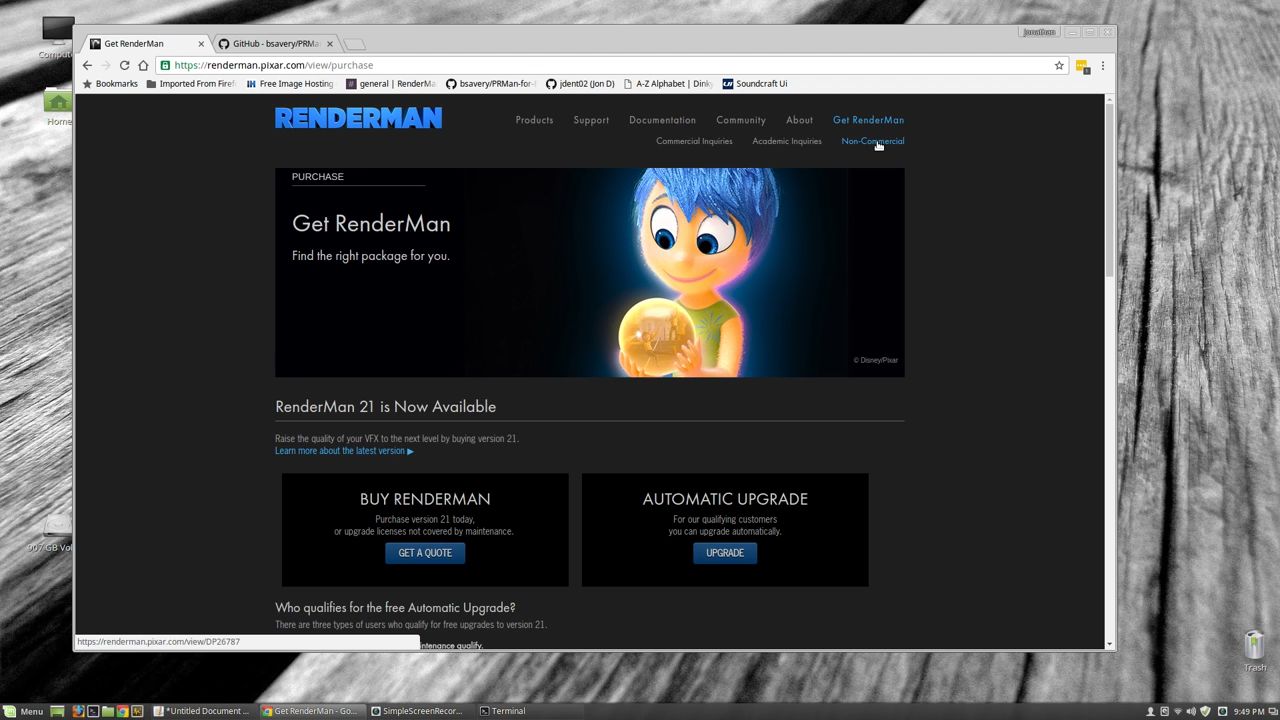 Comput
Home
907 GB Vol
Trash
jonathan
Get RenderMan
GitHub - bsavery/PRMa
https://renderman.pixar.com/view/purchase
Bookmarks
Imported From Firef
Free Image Hosting
general | RenderMa
bsavery/PRMan-for-
jdent02 (Jon D)
A-Z Alphabet | Dink
Soundcraft Ui
RENDERMAN
Products Support Documentation Community About Get RenderMan
Commercial Inquiries Academic Inquiries Non-Commercial
PURCHASE
Get RenderMan
Find the right package for you.
© Disney/Pixar
RenderMan 21 is Now Available
Raise the quality of your VFX to the next level by buying version 21.
Learn more about the latest version ▶
BUY RENDERMAN
Purchase version 21 today,
or upgrade licenses not covered by maintenance.
GET A QUOTE
AUTOMATIC UPGRADE
For our qualifying customers
you can upgrade automatically.
UPGRADE
Who qualifies for the free Automatic Upgrade?
There are three types of users who qualify for free upgrades to version 21.
https://renderman.pixar.com/view/DP26787
intenance qualify.
Menu
*Untitled Document ...
Get RenderMan - Go...
SimpleScreenRecor...
Terminal
9:49 PM